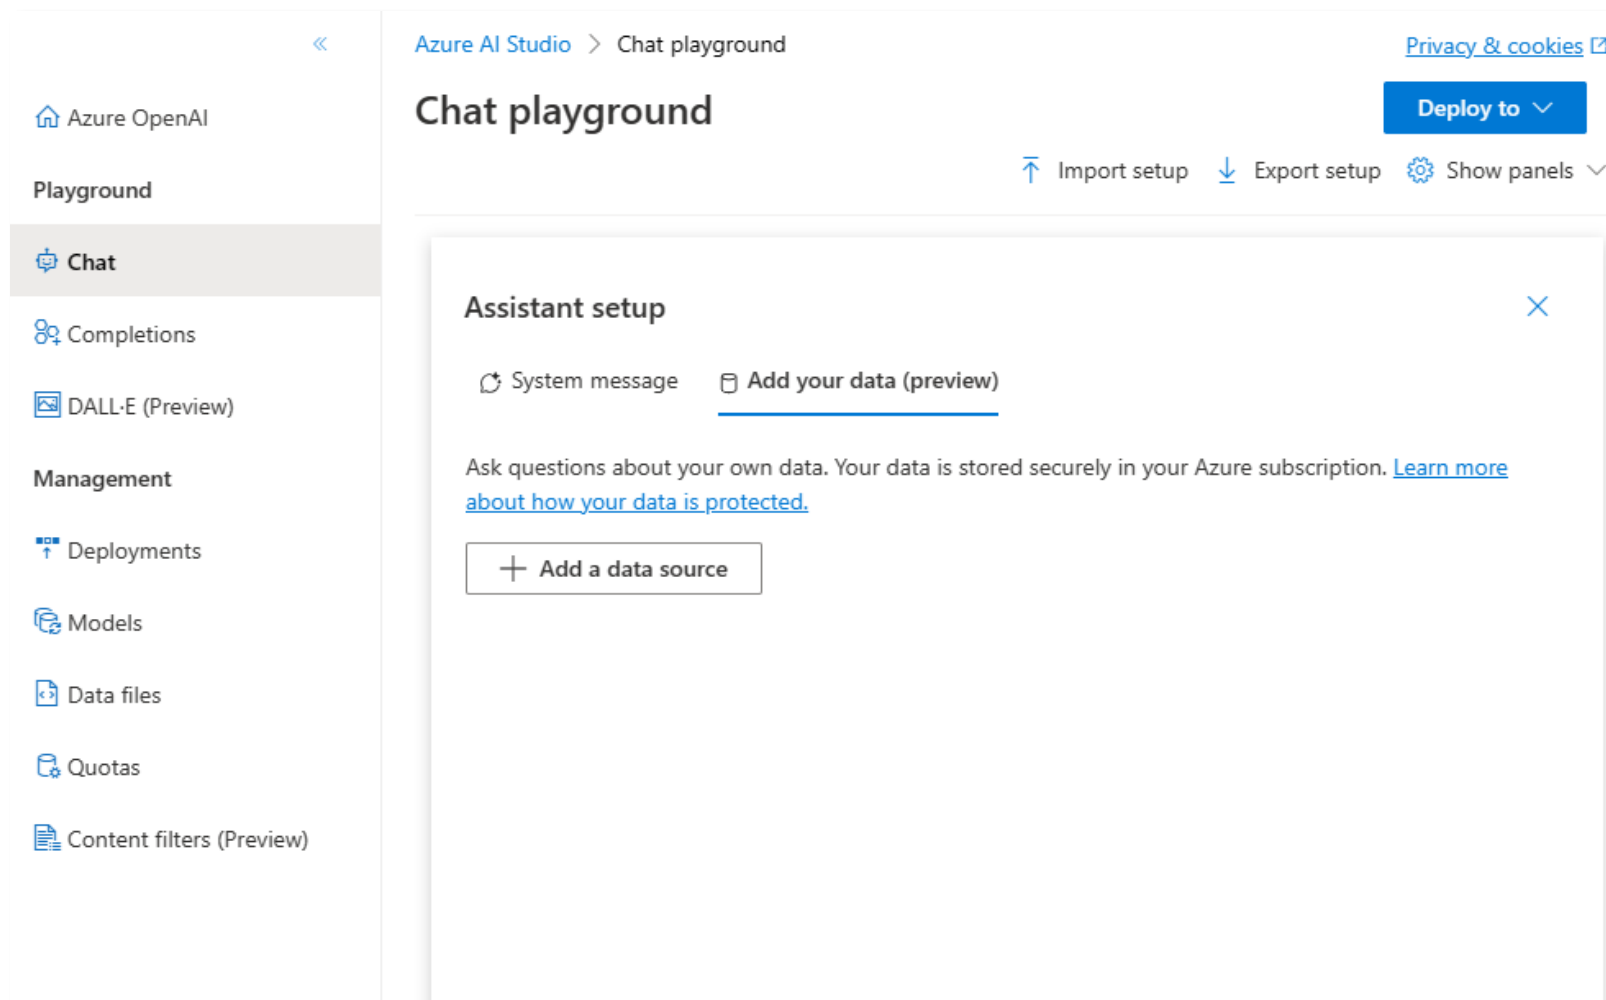 Azure OpenAI
Playground
Chat
Completions
DALL·E (Preview)
Management
Deployments
Models
Data files
Quotas
Content filters (Preview)
Azure AI Studio > Chat playground
Privacy & cookies
Chat playground
Deploy to
Import setup
Export setup
Show panels
Assistant setup
System message
Add your data (preview)
Ask questions about your own data. Your data is stored securely in your Azure subscription. Learn more
about how your data is protected.
Add a data source